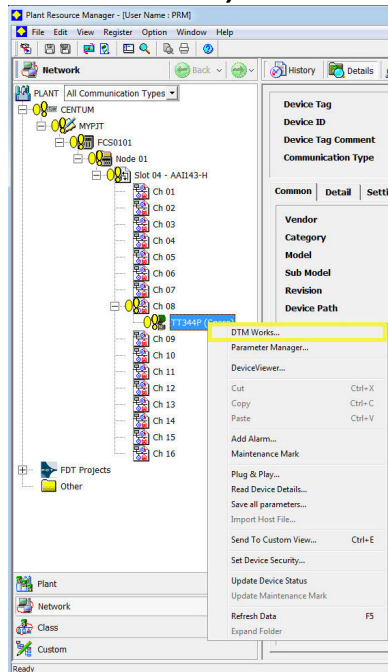 Plant Resource Manager - [User Name : PRM]
File Edit View Register Option Window Help
Network Back History Details
PLANT All Communication Types
CENTUM
MYPJT
FCS0101
Node 01
Slot 04 - AAI143-H
Ch 01
Ch 02
Ch 03
Ch 04
Ch 05
Ch 06
Ch 07
Ch 08
TT344P
Ch 09
Ch 10
Ch 11
Ch 12
Ch 13
Ch 14
Ch 15
Ch 16
FDT Projects
Other
Plant
Network
Class
Custom
Ready
Device Tag
Device ID
Device Tag Comment
Communication Type
Common Detail Setti
Vendor
Category
Model
Sub Model
Revision
Device Path
DTM Works...
Parameter Manager...
DeviceViewer...
Cut Ctrl+X
Copy Ctrl+C
Paste Ctrl+V
Add Alarm...
Maintenance Mark
Plug & Play...
Read Device Details...
Save all parameters...
Import Host File...
Send To Custom View... Ctrl+E
Set Device Security...
Update Device Status
Update Maintenance Mark
Refresh Data F5
Expand Folder